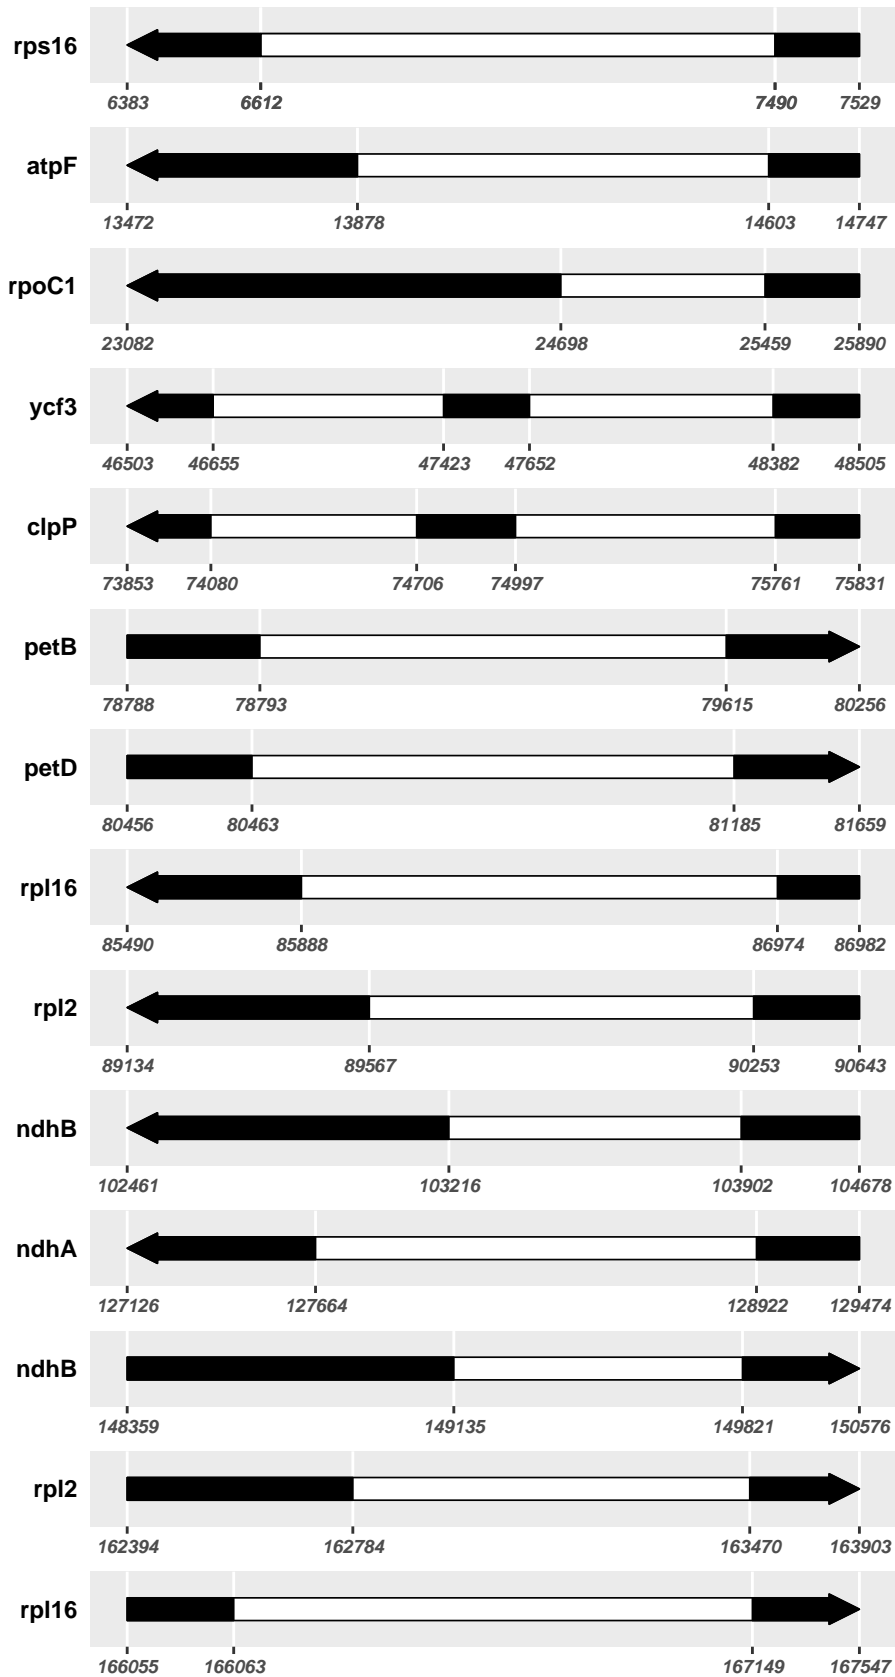 rps16
6383 6612 7490 7529
atpF
13472 13878 14603 14747
rpoC1
23082 24698 25459 25890
ycf3
46503 46655 47423 47652 48382 48505
clpP
73853 74080 74706 74997 75761 75831
petB
78788 78793 79615 80256
petD
80456 80463 81185 81659
rpl16
85490 85888 86974 86982
rpl2
89134 89567 90253 90643
ndhB
102461 103216 103902 104678
ndhA
127126 127664 128922 129474
ndhB
148359 149135 149821 150576
rpl2
162394 162784 163470 163903
rpl16
166055 166063 167149 167547